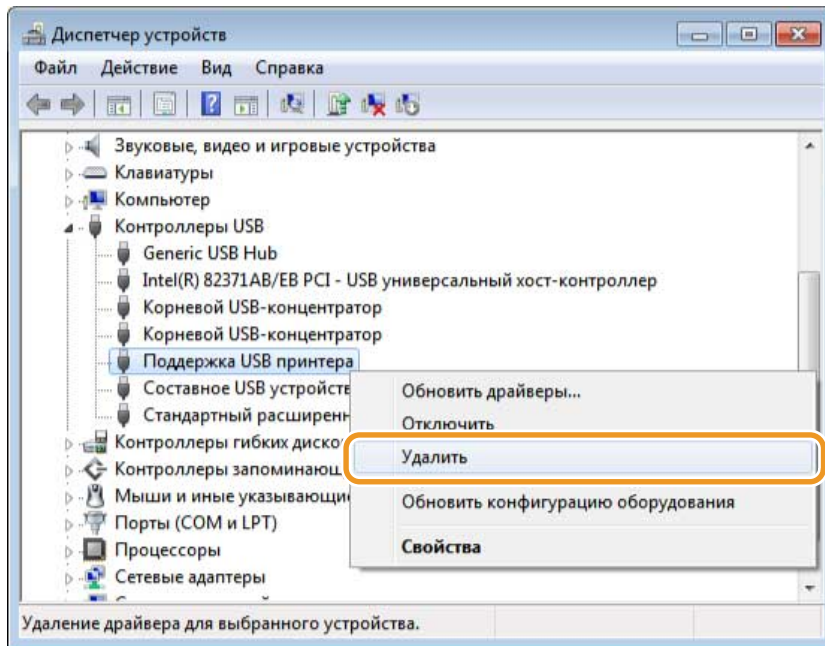 Диспетчер устройств
Файл Действие Вид Справка
Звуковые, видео и игровые устройства
Клавиатуры
Компьютер
Контроллеры USB
Generic USB Hub
Intel(R) 82371AB/EB PCI - USB универсальный хост-контроллер
Корневой USB-концентратор
Корневой USB-концентратор
Поддержка USB принтера
Составное USB устройств
Стандартный расширенн
Контроллеры гибких диско
Контроллеры запоминающ
Мыши и иные указывающи
Порты (COM и LPT)
Процессоры
Сетевые адаптеры
Обновить драйверы...
Отключить
Удалить
Обновить конфигурацию оборудования
Свойства
Удаление драйвера для выбранного устройства.